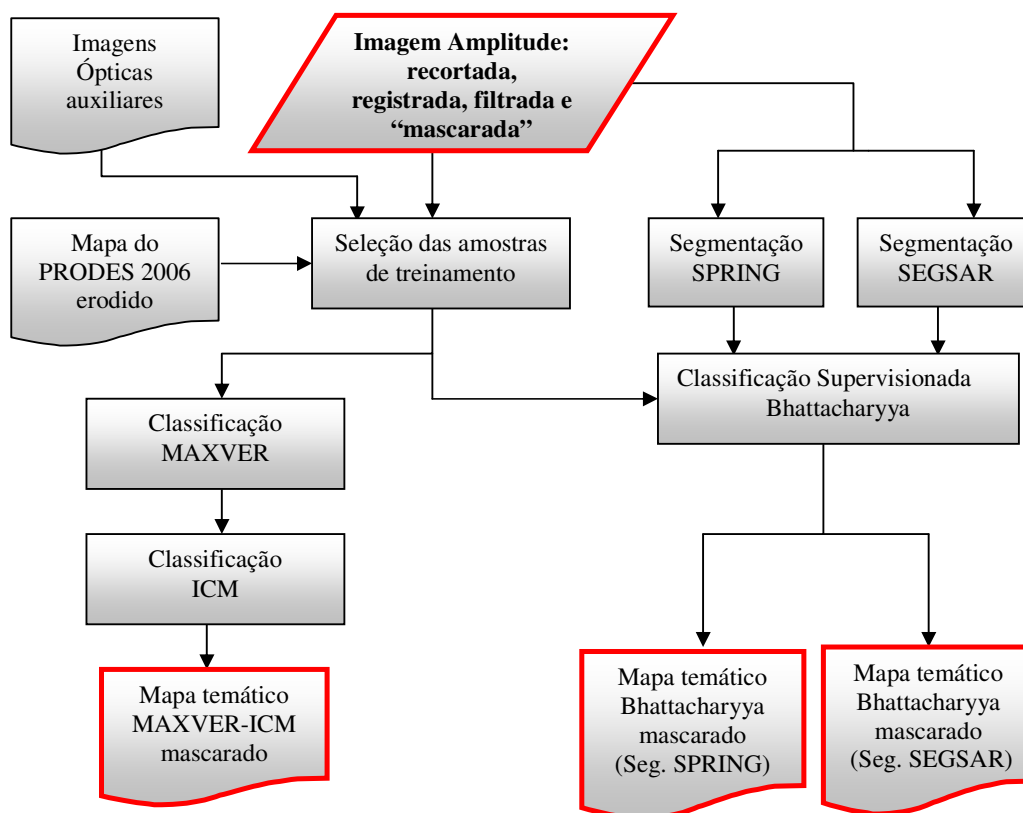 Imagens
Ópticas
auxiliares
Imagem Amplitude:
recortada,
registrada, filtrada e
“mascarada”
Mapa do
PRODES 2006
erodido
Seleção das amostras
de treinamento
Segmentação
SPRING
Segmentação
SEGSAR
Classificação Supervisionada
Bhattacharyya
Classificação
MAXVER
Classificação
ICM
Mapa temático
MAXVER-ICM
mascarado
Mapa temático
Bhattacharyya
mascarado
(Seg. SPRING)
Mapa temático
Bhattacharyya
mascarado
(Seg. SEGSAR)